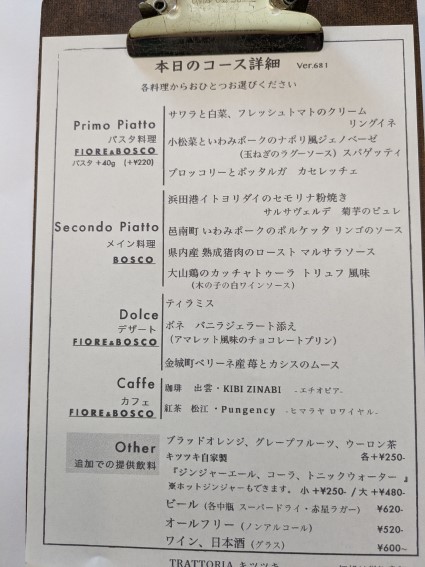 本日のコース詳細 Ver.681
各料理からおひとつお選びください
Primo Piatto
パスタ料理
FIORE&BOSCO
パスタ +40g (+¥220)
サワラと白菜、フレッシュトマトのクリーム
リングイネ
小松菜といわみポークのナポリ風ジェノベーゼ
(玉ねぎのラグーソース) スパゲッティ
ブロッコリーとボッタルガ カセレッチェ
Secondo Piatto
メイン料理
BOSCO
浜田港イトヨリダイのセモリナ粉焼き
サルサヴェルデ 菊芋のピュレ
邑南町 いわみポークのポルケッタ リンゴのソース
県内産 熟成猪肉のロースト マルサラソース
大山鶏のカッチャトゥーラ トリュフ風味
(木の子の白ワインソース)
Dolce
デザート
FIORE&BOSCO
ティラミス
ボネ バニラジェラート添え
(アマレット風味のチョコレートプリン)
金城町ベリーネ産 苺とカシスのムース
Caffe
カフェ
FIORE&BOSCO
珈琲 出雲・KIBI ZINABI -エチオピア-
紅茶 松江・Pungency -ヒマラヤ ロワイヤル-
Other
追加での提供飲料
ブラッドオレンジ、グレープフルーツ、ウーロン茶
キツツキ自家製 各+¥250-
『ジンジャーエール、コーラ、トニックウォーター 』
※ホットジンジャーもできます。 小+¥250- / 大+¥480-
ビール (各中瓶 スーパードライ・赤星ラガー) ¥620-
オールフリー (ノンアルコール) ¥520-
ワイン、日本酒 (グラス) ¥600~
TRATTORIA キツツキ